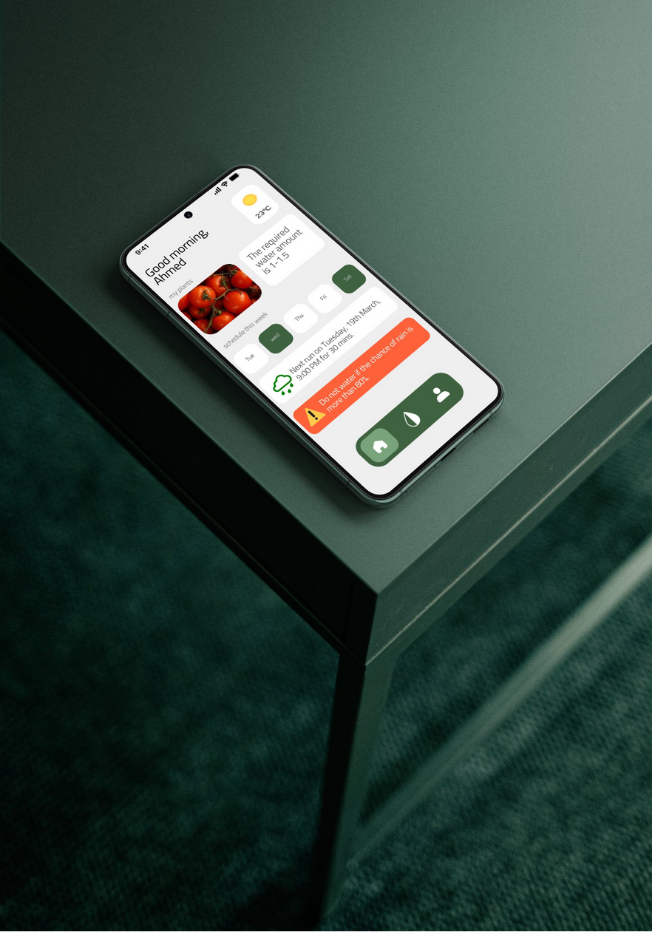 9:41
23°C
Good morning,
Ahmed
my plants
The required
water amount
is 1-1.5
schedule this week
Tue
Wed
Thu
Fri
Next run on Tuesday, 19th March,
9:00 PM for 30 mins.
Do not water if the chance of rain is
more than 80%.